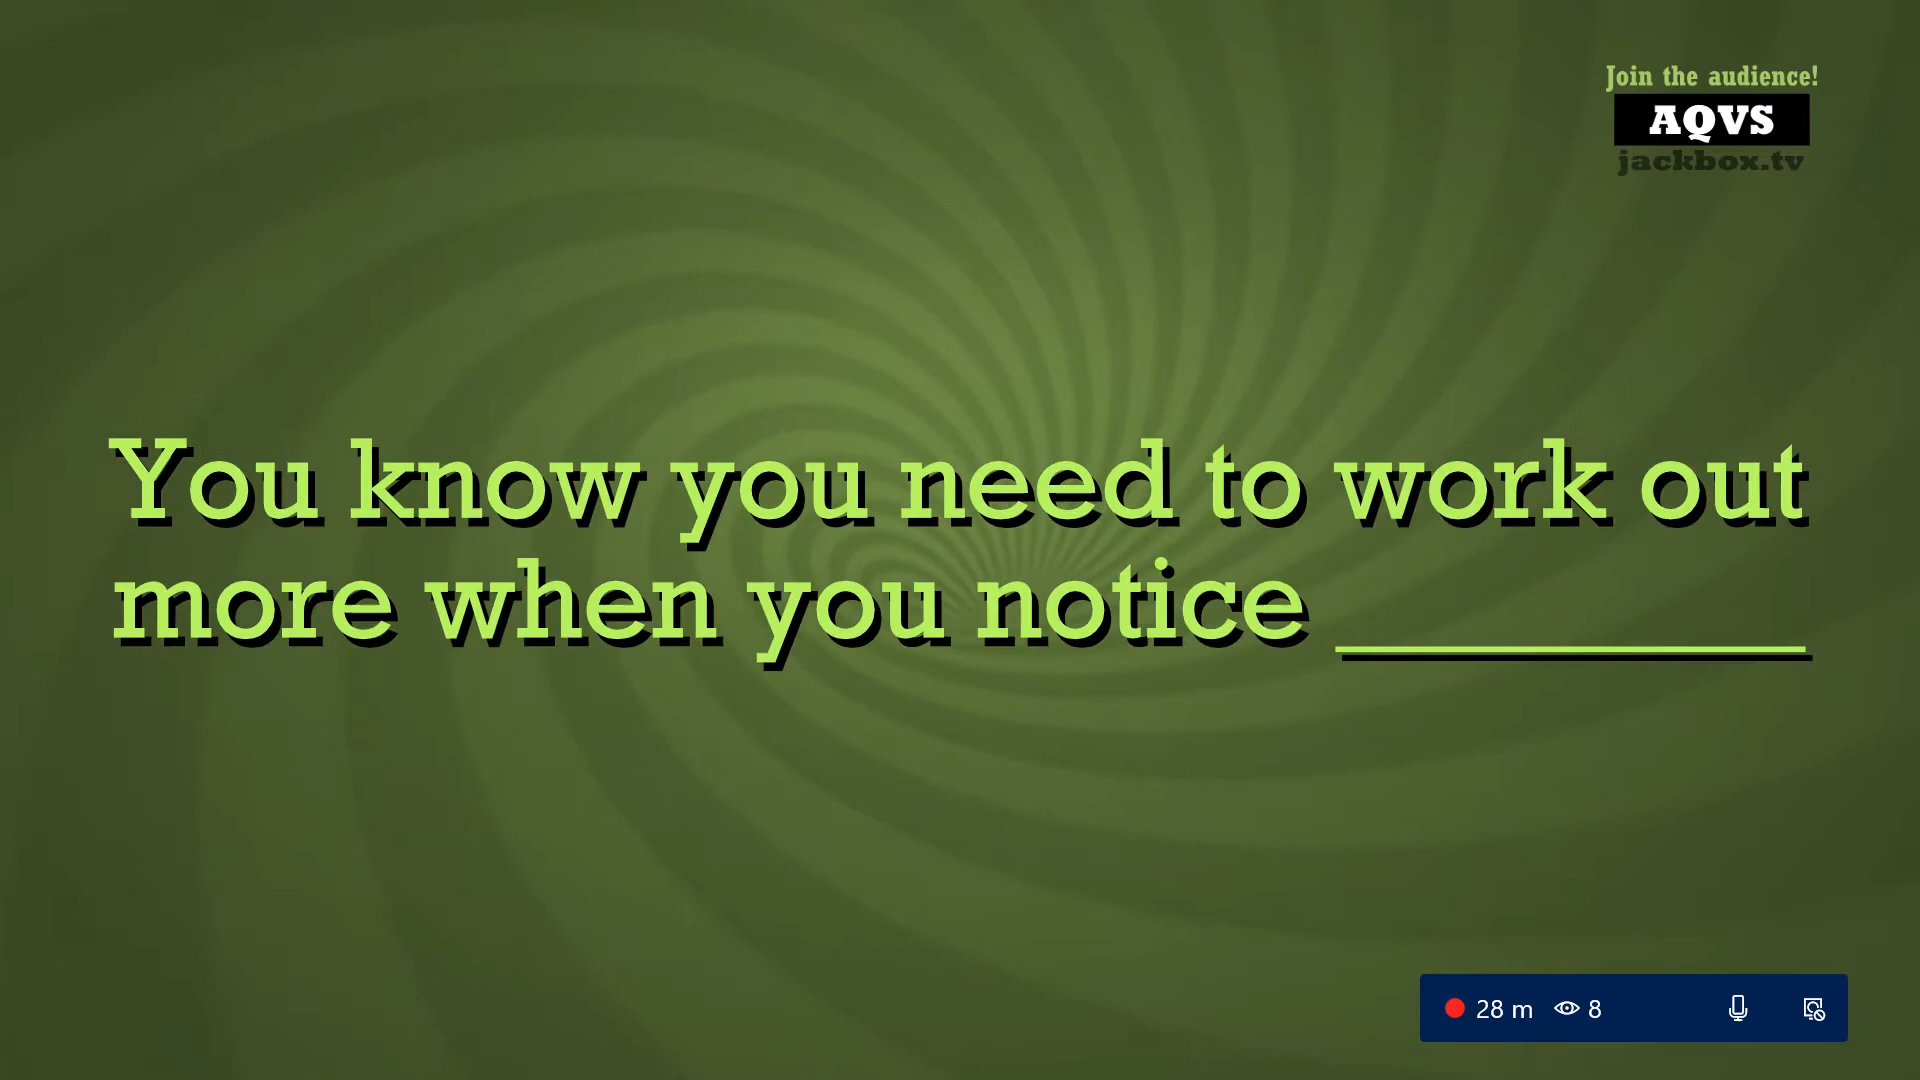 Join the audience!
AQVS
jackbox.tv
You know you need to work out
more when you notice __________
28 m 8